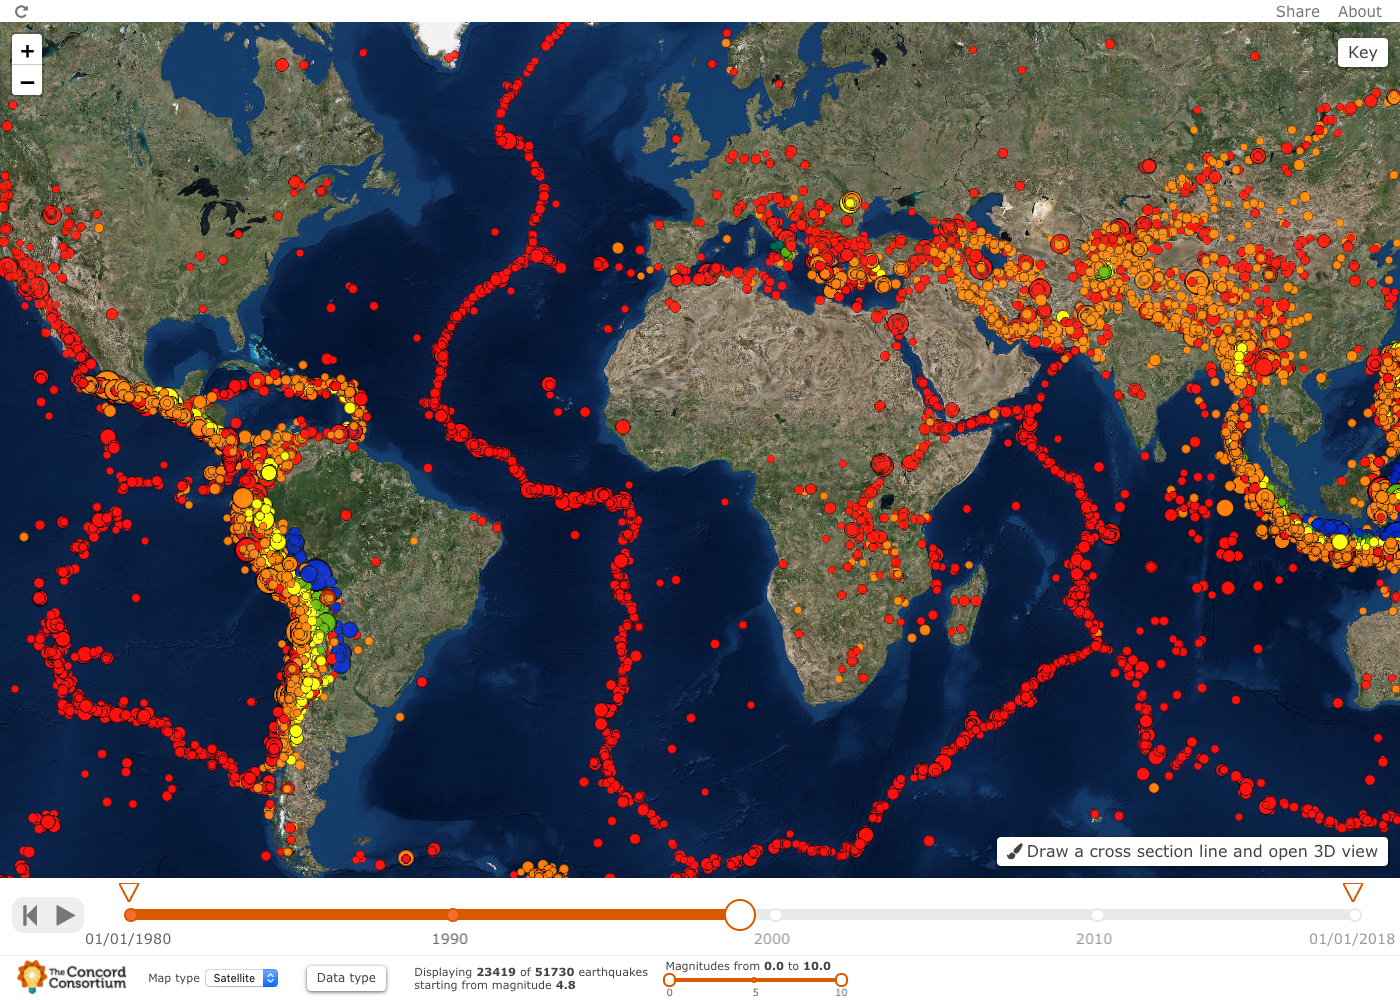 Share About
+
Key
−
Draw a cross section line and open 3D view
01/01/1980 1990 2000 2010 01/01/2018
The Concord Consortium
Map type Satellite
Data type
Displaying 23419 of 51730 earthquakes
starting from magnitude 4.8
Magnitudes from 0.0 to 10.0
0 5 10